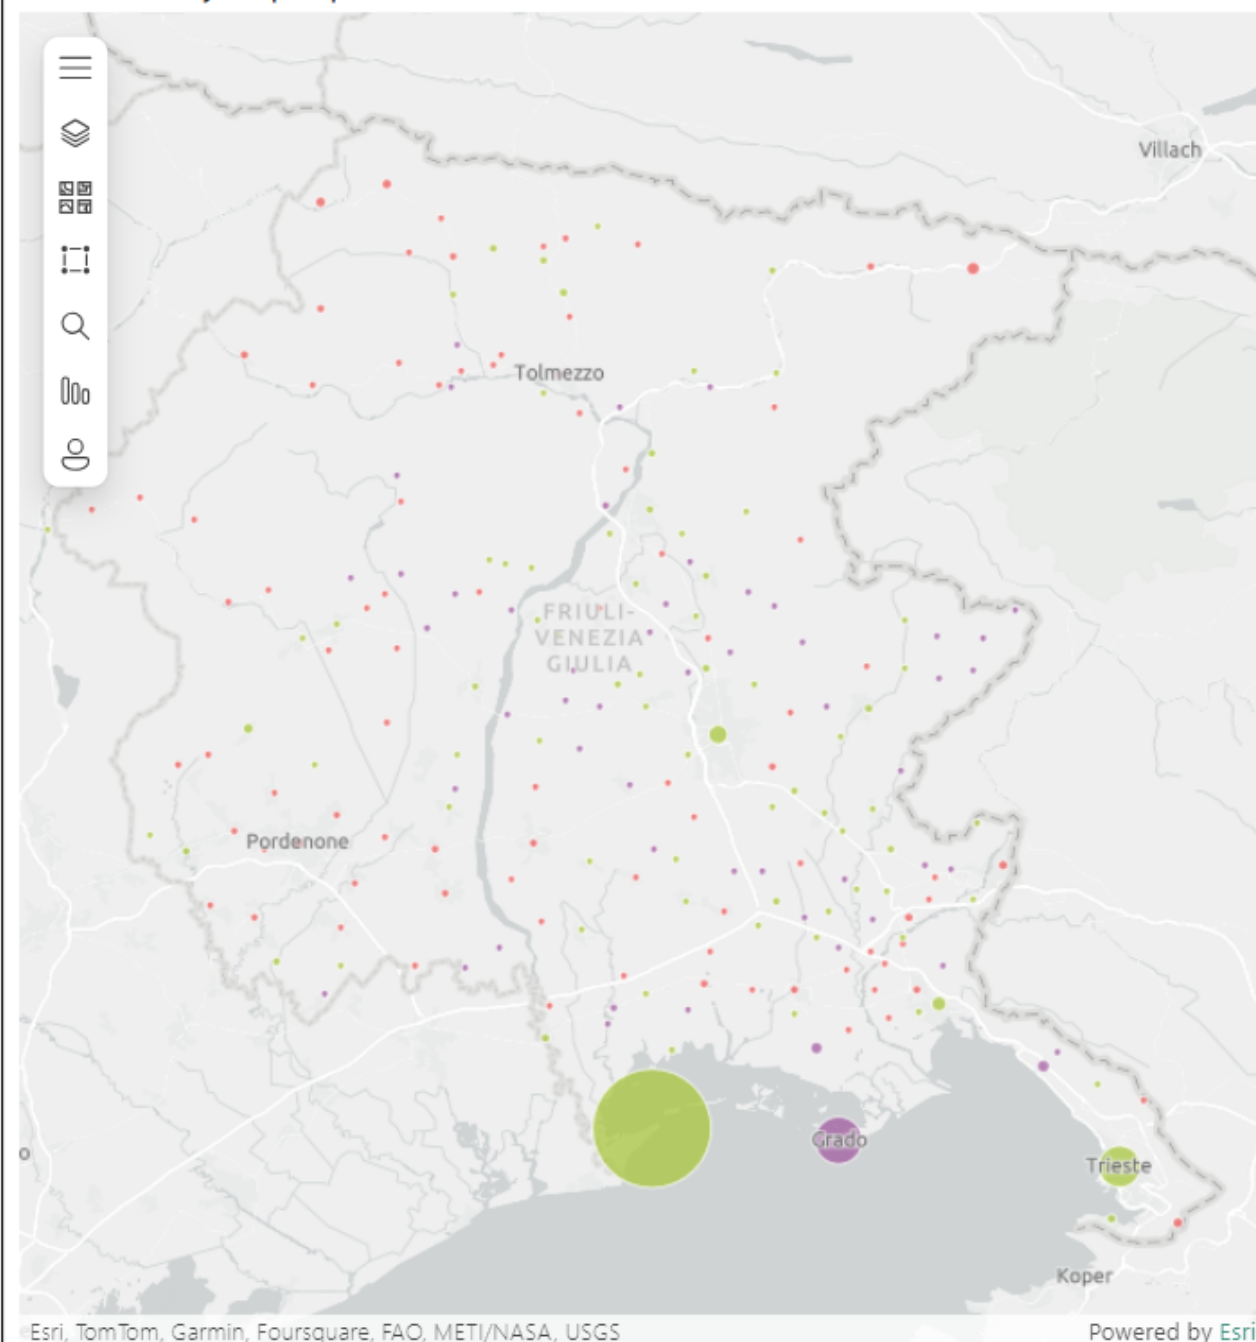 Villach
Tolmezzo
FRIULI-
VENEZIA
GIULIA
Pordenone
Grado
Trieste
Koper
Esri, TomTom, Garmin, Foursquare, FAO, METI/NASA, USGS
Powered by Esri